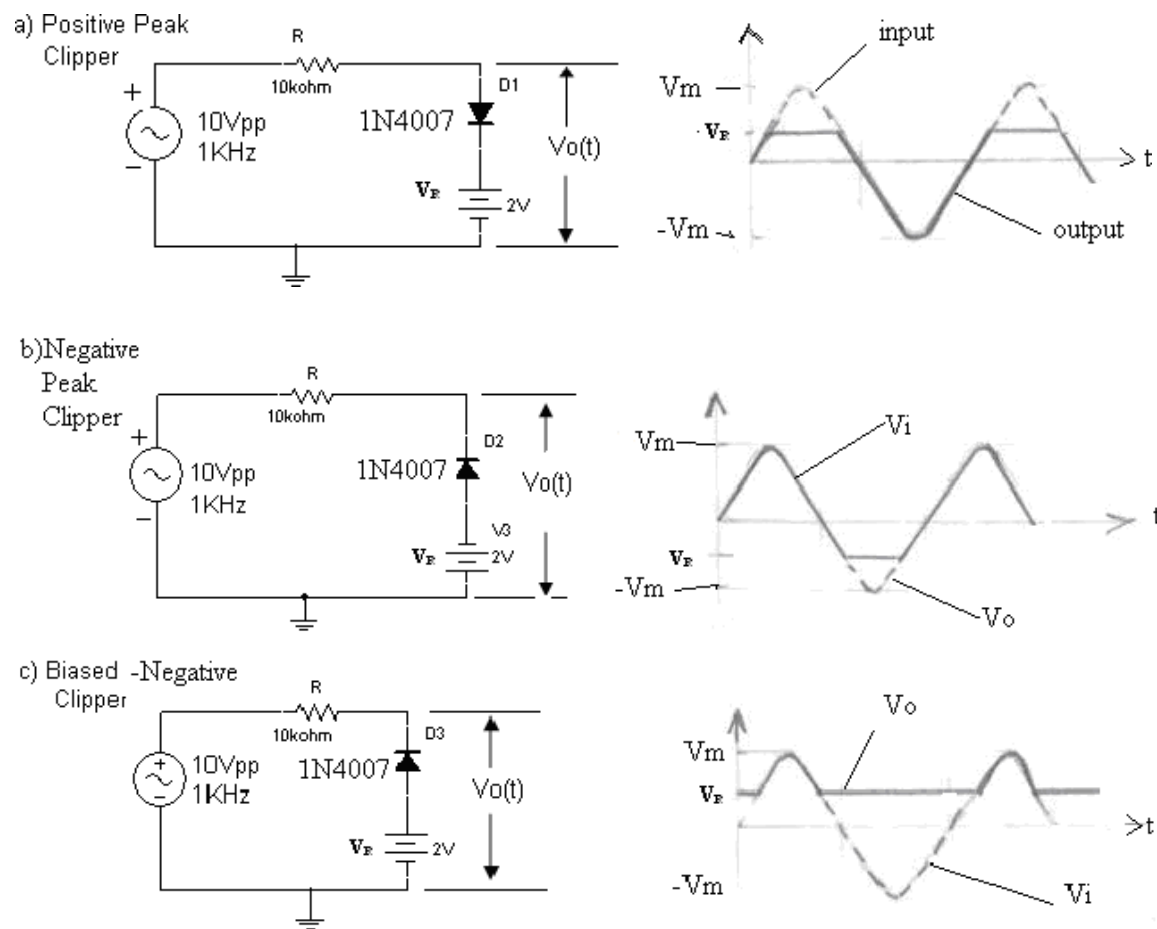 a) Positive Peak
Clipper
R
10kohm
+
10Vpp
1KHz
−
D1
1N4007
Vo(t)
VR
2V
input
Vm
VR
t
-Vm
output
b)Negative
Peak
Clipper
R
10kohm
+
10Vpp
1KHz
−
D2
1N4007
Vo(t)
V3
VR
2V
Vi
Vm
t
VR
-Vm
Vo
c) Biased -Negative
Clipper
R
10kohm
+
10Vpp
1KHz
−
D3
1N4007
Vo(t)
VR
2V
Vo
Vm
VR
t
-Vm
Vi